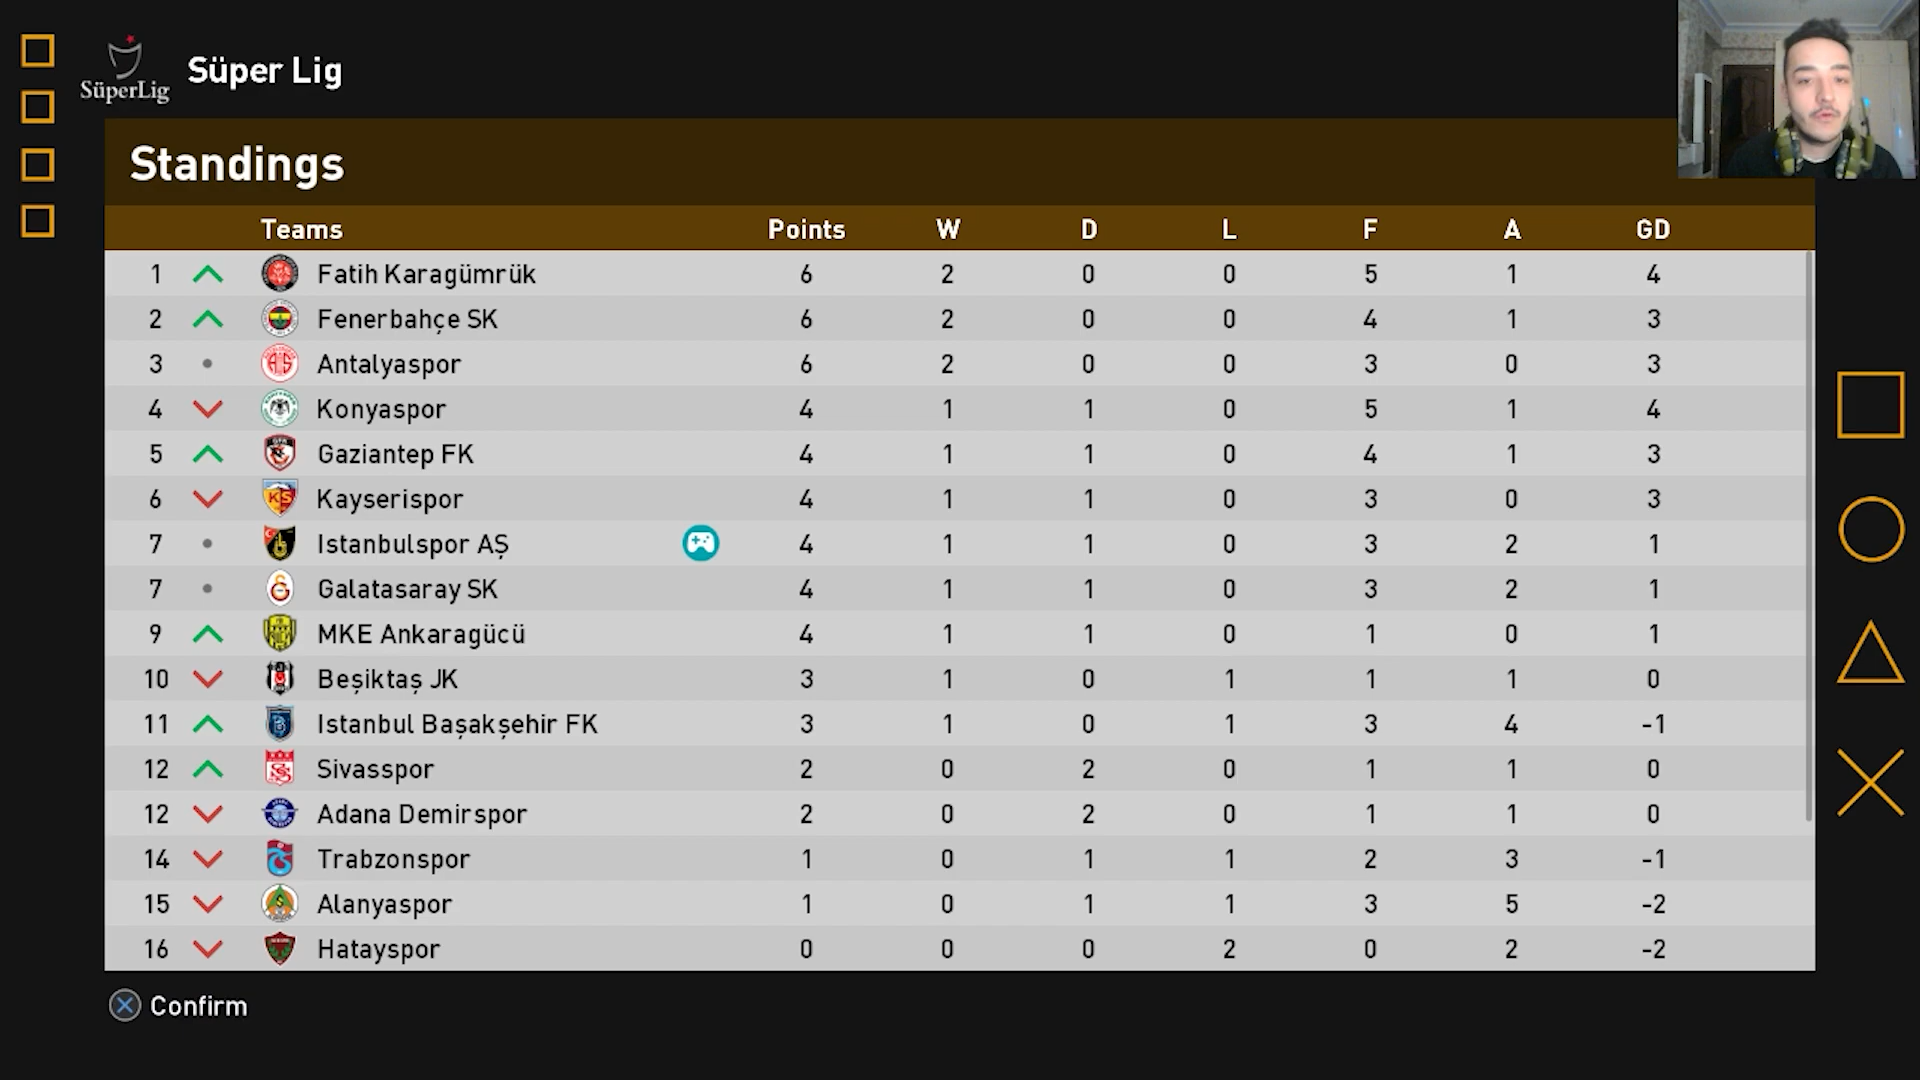 SüperLig
Süper Lig
Standings
Teams Points W D L F A GD
1 Fatih Karagümrük 6 2 0 0 5 1 4
2 Fenerbahçe SK 6 2 0 0 4 1 3
3 Antalyaspor 6 2 0 0 3 0 3
4 Konyaspor 4 1 1 0 5 1 4
5 Gaziantep FK 4 1 1 0 4 1 3
6 Kayserispor 4 1 1 0 3 0 3
7 Istanbulspor AŞ 4 1 1 0 3 2 1
7 Galatasaray SK 4 1 1 0 3 2 1
9 MKE Ankaragücü 4 1 1 0 1 0 1
10 Beşiktaş JK 3 1 0 1 1 1 0
11 Istanbul Başakşehir FK 3 1 0 1 3 4 -1
12 Sivasspor 2 0 2 0 1 1 0
12 Adana Demirspor 2 0 2 0 1 1 0
14 Trabzonspor 1 0 1 1 2 3 -1
15 Alanyaspor 1 0 1 1 3 5 -2
16 Hatayspor 0 0 0 2 0 2 -2
Confirm